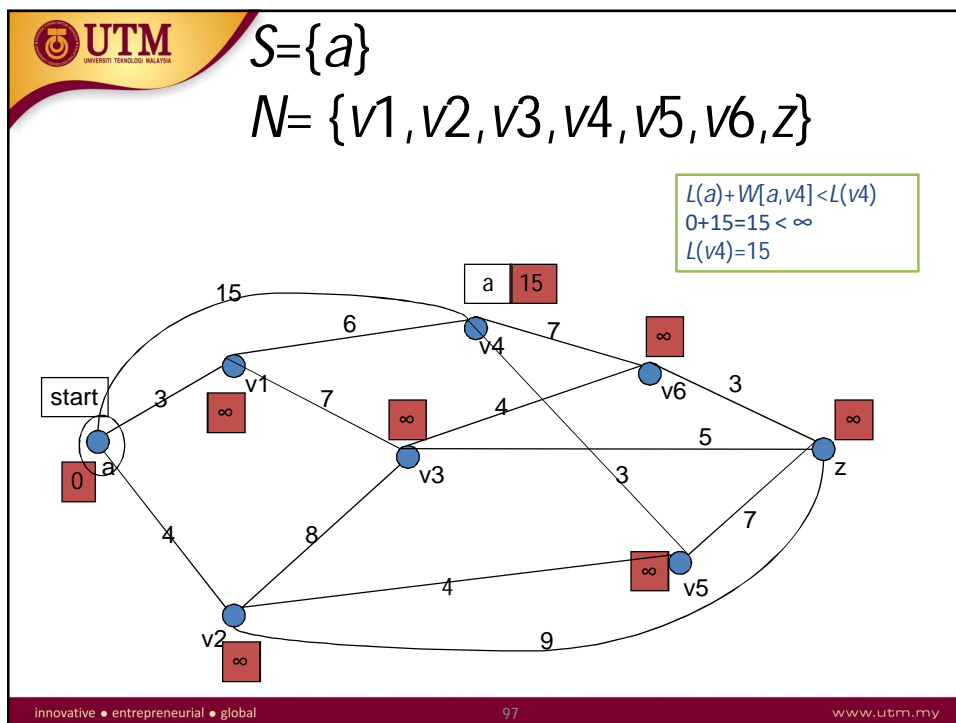 UTM
UNIVERSITI TEKNOLOGI MALAYSIA
S={a}
N= {v1,v2,v3,v4,v5,v6,z}
L(a)+W[a,v4]<L(v4)
0+15=15 < ∞
L(v4)=15
a 15
15
6
v4
7
∞
v1
v6
3
start
3
7
4
∞
∞
∞
5
a
0
v3
z
3
4
8
7
∞
v5
4
v2
∞
9
innovative ● entrepreneurial ● global 97 www.utm.my